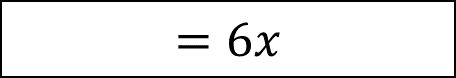 = 6𝑥